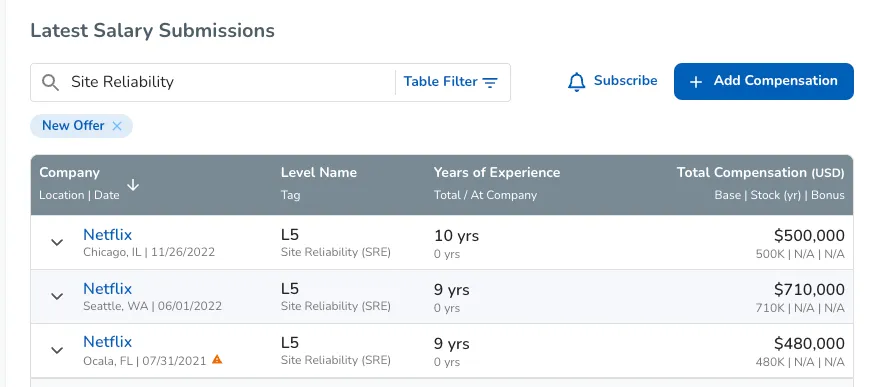 Latest Salary Submissions
Site Reliability
Table Filter
Subscribe
+ Add Compensation
New Offer ×
Company Level Name Years of Experience Total Compensation (USD)
Location | Date Tag Total / At Company Base | Stock (yr) | Bonus
Netflix L5 10 yrs $500,000
Chicago, IL | 11/26/2022 Site Reliability (SRE) 0 yrs 500K | N/A | N/A
Netflix L5 9 yrs $710,000
Seattle, WA | 06/01/2022 Site Reliability (SRE) 0 yrs 710K | N/A | N/A
Netflix L5 9 yrs $480,000
Ocala, FL | 07/31/2021 Site Reliability (SRE) 0 yrs 480K | N/A | N/A